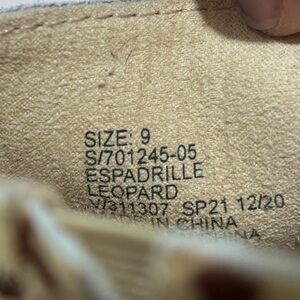 SIZE: 9
S/701245-05
ESPADRILLE
LEOPARD
V/311307 SP21 12/20
IN CHINA